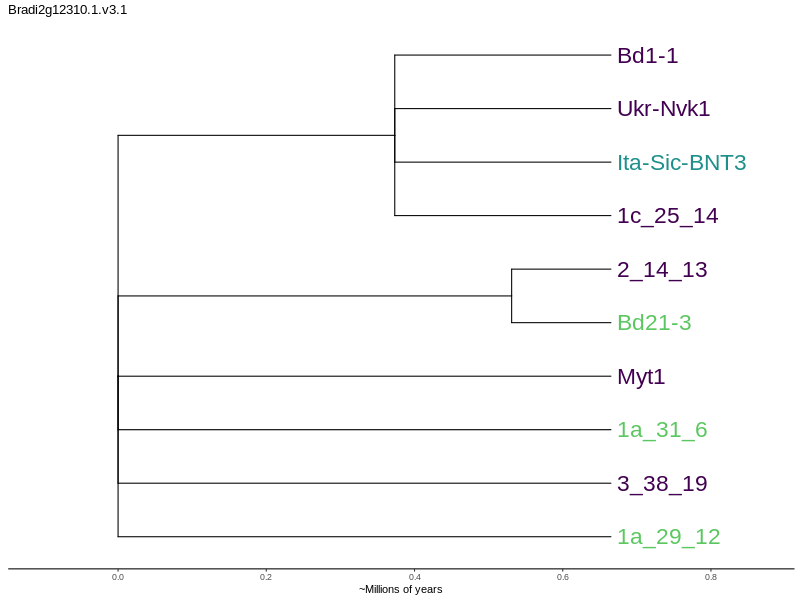 Bradi2g12310.1.v3.1
Bd1-1
Ukr-Nvk1
Ita-Sic-BNT3
1c_25_14
2_14_13
Bd21-3
Myt1
1a_31_6
3_38_19
1a_29_12
0.0 0.2 0.4 0.6 0.8
~Millions of years